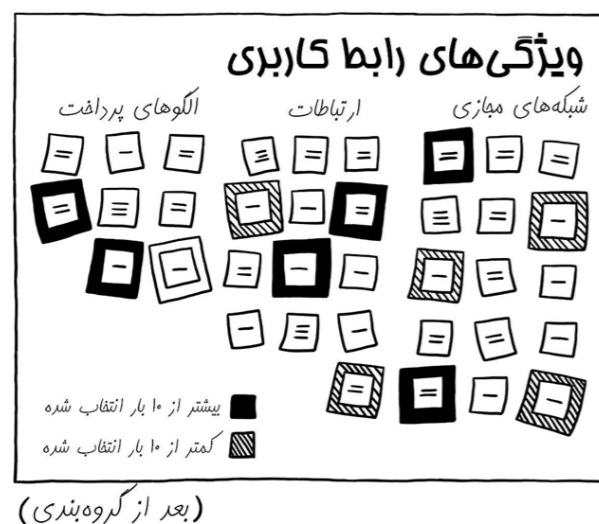 ویژگی‌های رابط کاربری
شبکه‌های مجازی
ارتباطات
الگوهای پرداخت
بیشتر از ۱۰ بار انتخاب شده
کمتر از ۱۰ بار انتخاب شده
(بعد از گروه‌بندی)